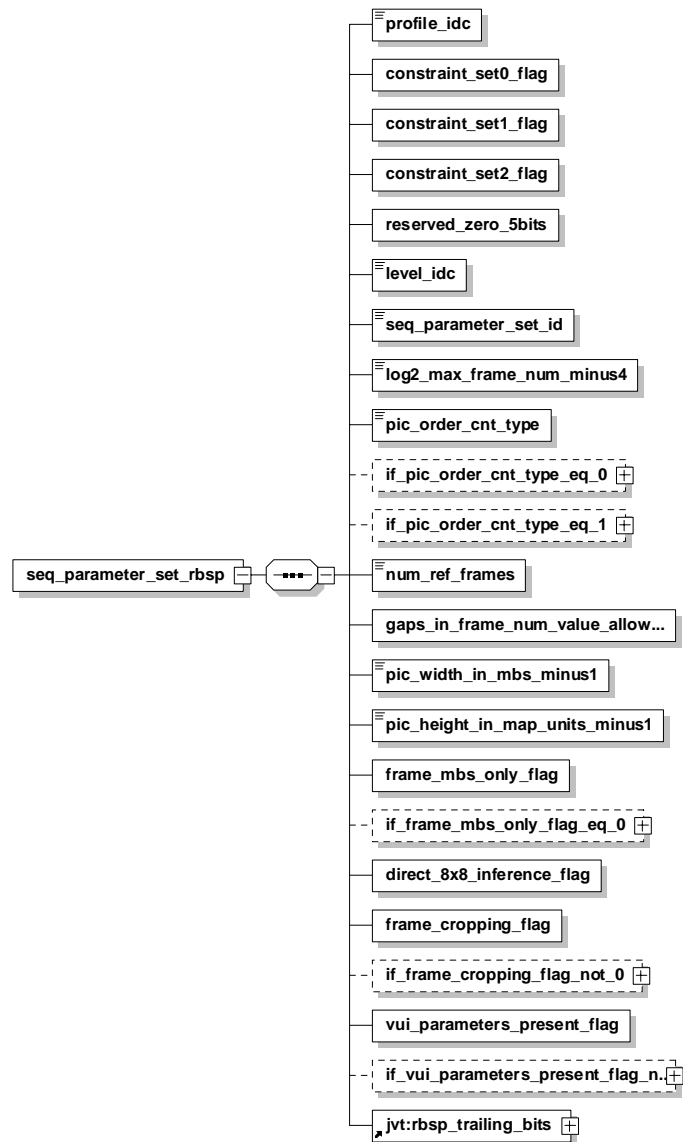 profile_idc
constraint_set0_flag
constraint_set1_flag
constraint_set2_flag
reserved_zero_5bits
level_idc
seq_parameter_set_id
log2_max_frame_num_minus4
pic_order_cnt_type
if_pic_order_cnt_type_eq_0
if_pic_order_cnt_type_eq_1
seq_parameter_set_rbsp
num_ref_frames
gaps_in_frame_num_value_allow...
pic_width_in_mbs_minus1
pic_height_in_map_units_minus1
frame_mbs_only_flag
if_frame_mbs_only_flag_eq_0
direct_8x8_inference_flag
frame_cropping_flag
if_frame_cropping_flag_not_0
vui_parameters_present_flag
if_vui_parameters_present_flag_n...
jvt:rbsp_trailing_bits